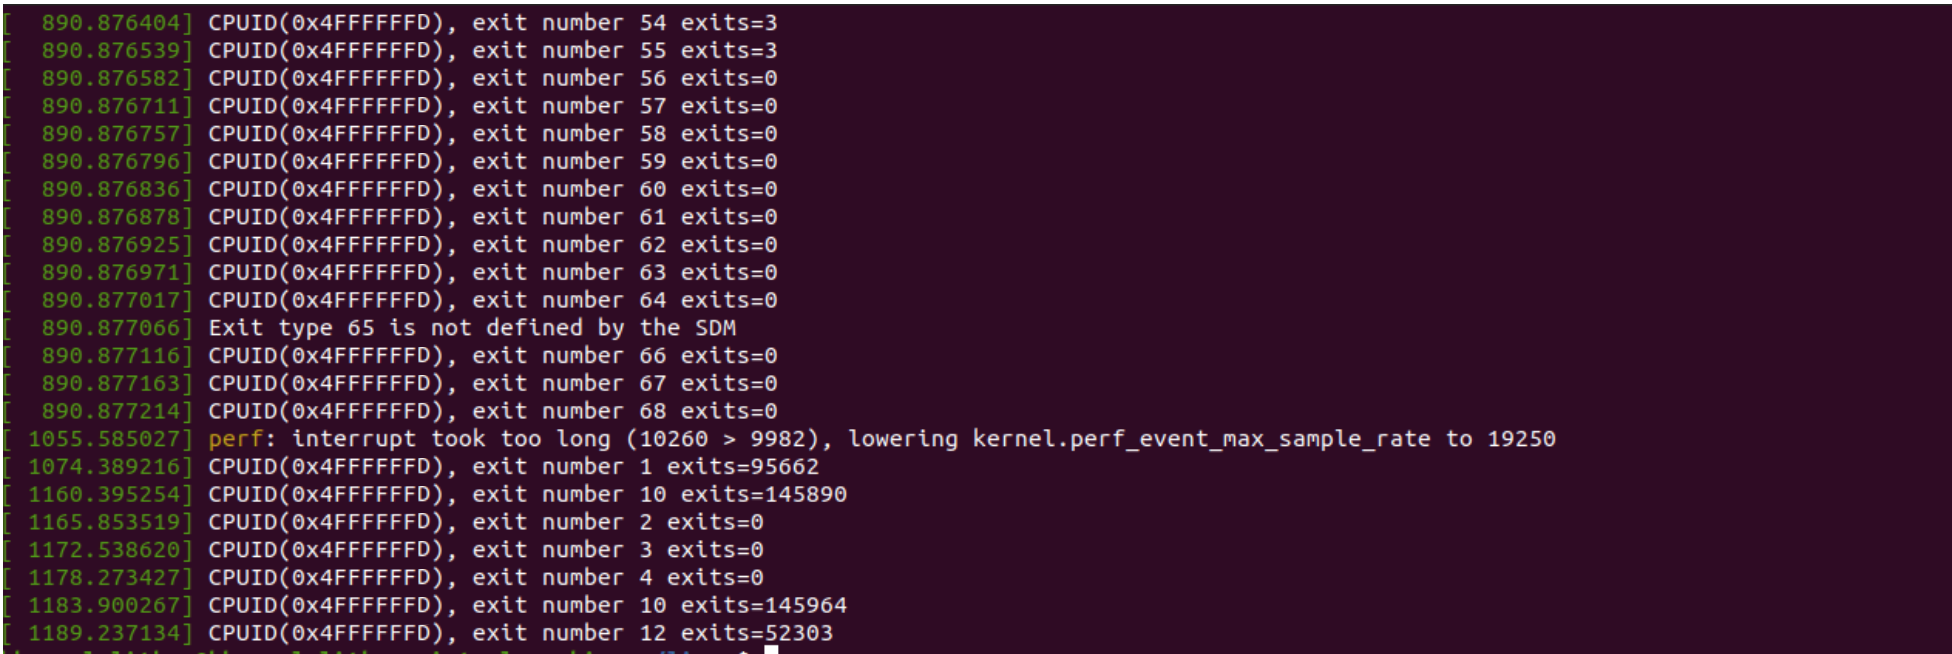 [  890.876404] CPUID(0x4FFFFFFD), exit number 54 exits=3
[  890.876539] CPUID(0x4FFFFFFD), exit number 55 exits=3
[  890.876582] CPUID(0x4FFFFFFD), exit number 56 exits=0
[  890.876711] CPUID(0x4FFFFFFD), exit number 57 exits=0
[  890.876757] CPUID(0x4FFFFFFD), exit number 58 exits=0
[  890.876796] CPUID(0x4FFFFFFD), exit number 59 exits=0
[  890.876836] CPUID(0x4FFFFFFD), exit number 60 exits=0
[  890.876878] CPUID(0x4FFFFFFD), exit number 61 exits=0
[  890.876925] CPUID(0x4FFFFFFD), exit number 62 exits=0
[  890.876971] CPUID(0x4FFFFFFD), exit number 63 exits=0
[  890.877017] CPUID(0x4FFFFFFD), exit number 64 exits=0
[  890.877066] Exit type 65 is not defined by the SDM
[  890.877116] CPUID(0x4FFFFFFD), exit number 66 exits=0
[  890.877163] CPUID(0x4FFFFFFD), exit number 67 exits=0
[  890.877214] CPUID(0x4FFFFFFD), exit number 68 exits=0
[ 1055.585027] perf: interrupt took too long (10260 > 9982), lowering kernel.perf_event_max_sample_rate to 19250
[ 1074.389216] CPUID(0x4FFFFFFD), exit number 1 exits=95662
[ 1160.395254] CPUID(0x4FFFFFFD), exit number 10 exits=145890
[ 1165.853519] CPUID(0x4FFFFFFD), exit number 2 exits=0
[ 1172.538620] CPUID(0x4FFFFFFD), exit number 3 exits=0
[ 1178.273427] CPUID(0x4FFFFFFD), exit number 4 exits=0
[ 1183.900267] CPUID(0x4FFFFFFD), exit number 10 exits=145964
[ 1189.237134] CPUID(0x4FFFFFFD), exit number 12 exits=52303